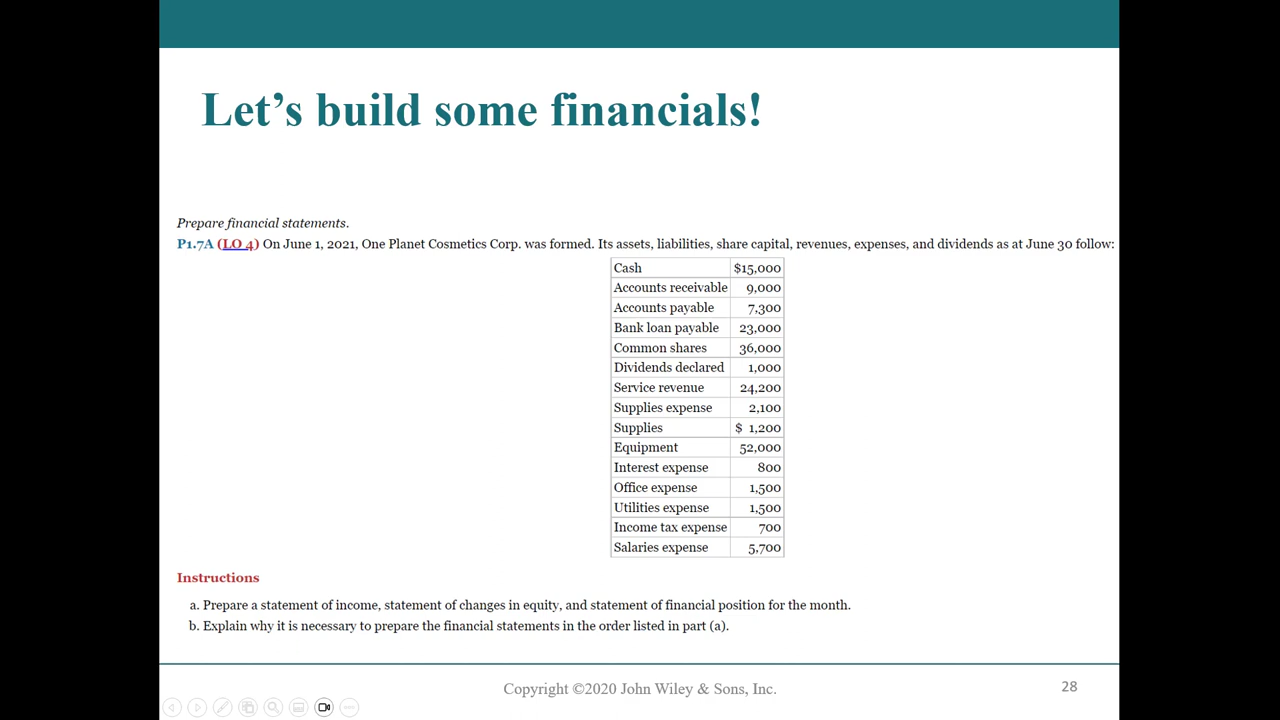 Let’s build some financials!
Prepare financial statements.
P1.7A (LO 4) On June 1, 2021, One Planet Cosmetics Corp. was formed. Its assets, liabilities, share capital, revenues, expenses, and dividends as at June 30 follow:
Cash $15,000
Accounts receivable 9,000
Accounts payable 7,300
Bank loan payable 23,000
Common shares 36,000
Dividends declared 1,000
Service revenue 24,200
Supplies expense 2,100
Supplies $ 1,200
Equipment 52,000
Interest expense 800
Office expense 1,500
Utilities expense 1,500
Income tax expense 700
Salaries expense 5,700
Instructions
a. Prepare a statement of income, statement of changes in equity, and statement of financial position for the month.
b. Explain why it is necessary to prepare the financial statements in the order listed in part (a).
Copyright ©2020 John Wiley & Sons, Inc.
28